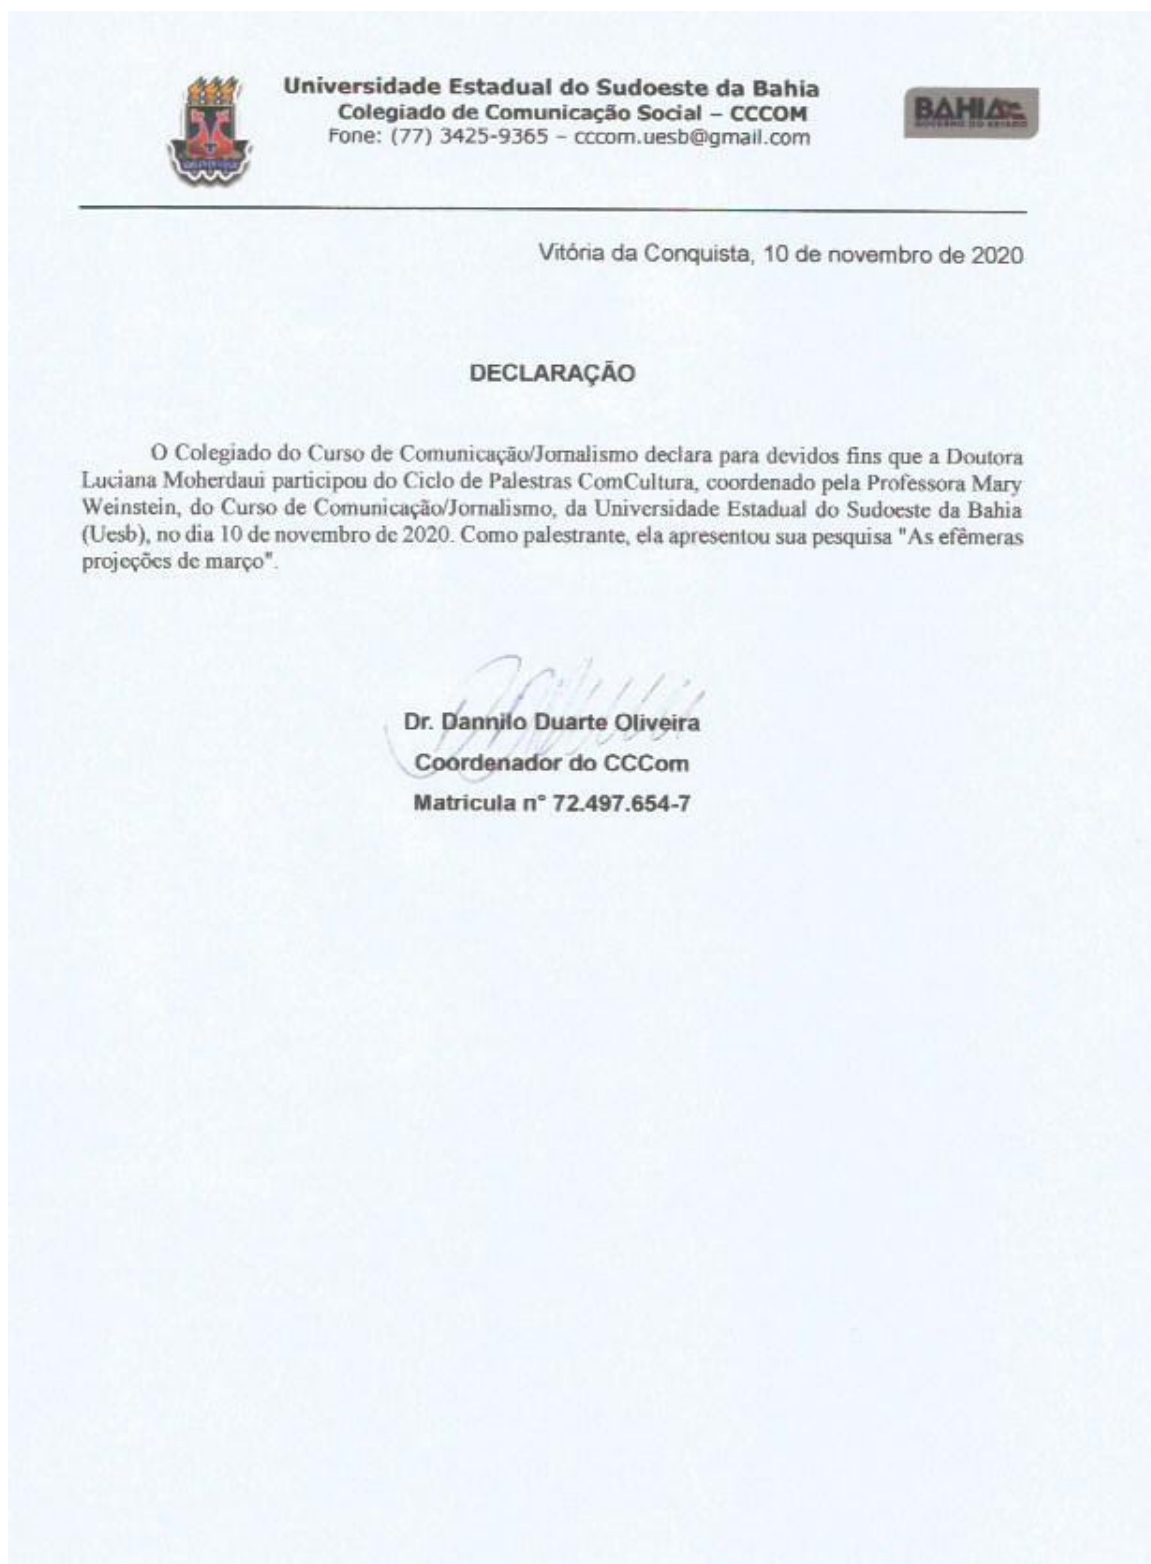 Universidade Estadual do Sudoeste da Bahia
Colegiado de Comunicação Social – CCCOM
Fone: (77) 3425-9365 – cccom.uesb@gmail.com
BAHIA
GOVERNO DO ESTADO
Vitória da Conquista, 10 de novembro de 2020
DECLARAÇÃO
O Colegiado do Curso de Comunicação/Jornalismo declara para devidos fins que a Doutora
Luciana Moherdaui participou do Ciclo de Palestras ComCultura, coordenado pela Professora Mary
Weinstein, do Curso de Comunicação/Jornalismo, da Universidade Estadual do Sudoeste da Bahia
(Uesb), no dia 10 de novembro de 2020. Como palestrante, ela apresentou sua pesquisa "As efêmeras
projeções de março".
Dr. Dannilo Duarte Oliveira
Coordenador do CCCom
Matricula n° 72.497.654-7